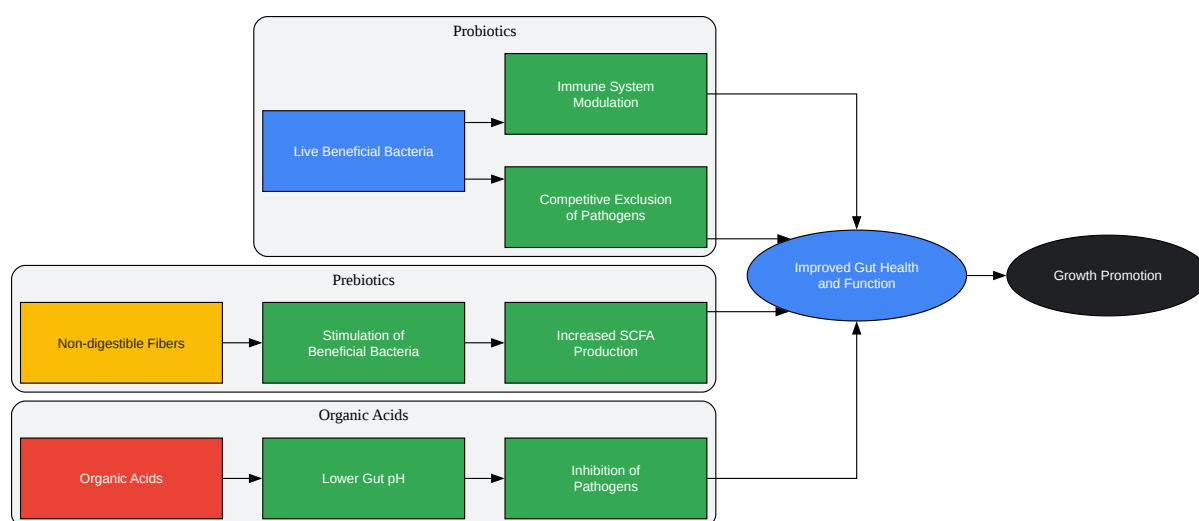 Probiotics
Live Beneficial Bacteria
Immune System
Modulation
Competitive Exclusion
of Pathogens
Prebiotics
Non-digestible Fibers
Stimulation of
Beneficial Bacteria
Increased SCFA
Production
Organic Acids
Organic Acids
Lower Gut pH
Inhibition of
Pathogens
Improved Gut Health
and Function
Growth Promotion